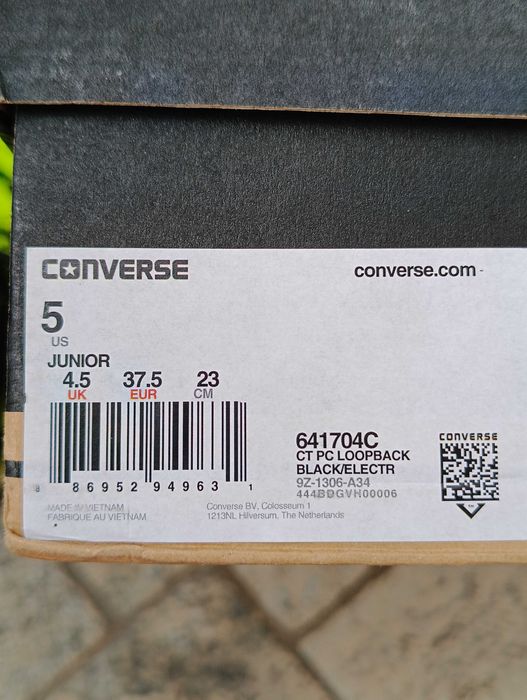 CONVERSE
converse.com
5
US
JUNIOR
4.5 37.5 23
UK EUR CM
8 86952 94963 1
641704C
CT PC LOOPBACK
BLACK/ELECTR
9Z-1306-A34
444BDGVH00006
CONVERSE
MADE IN VIETNAM
FABRIQUE AU VIETNAM
Converse BV, Colosseum 1
1213NL Hilversum, The Netherlands